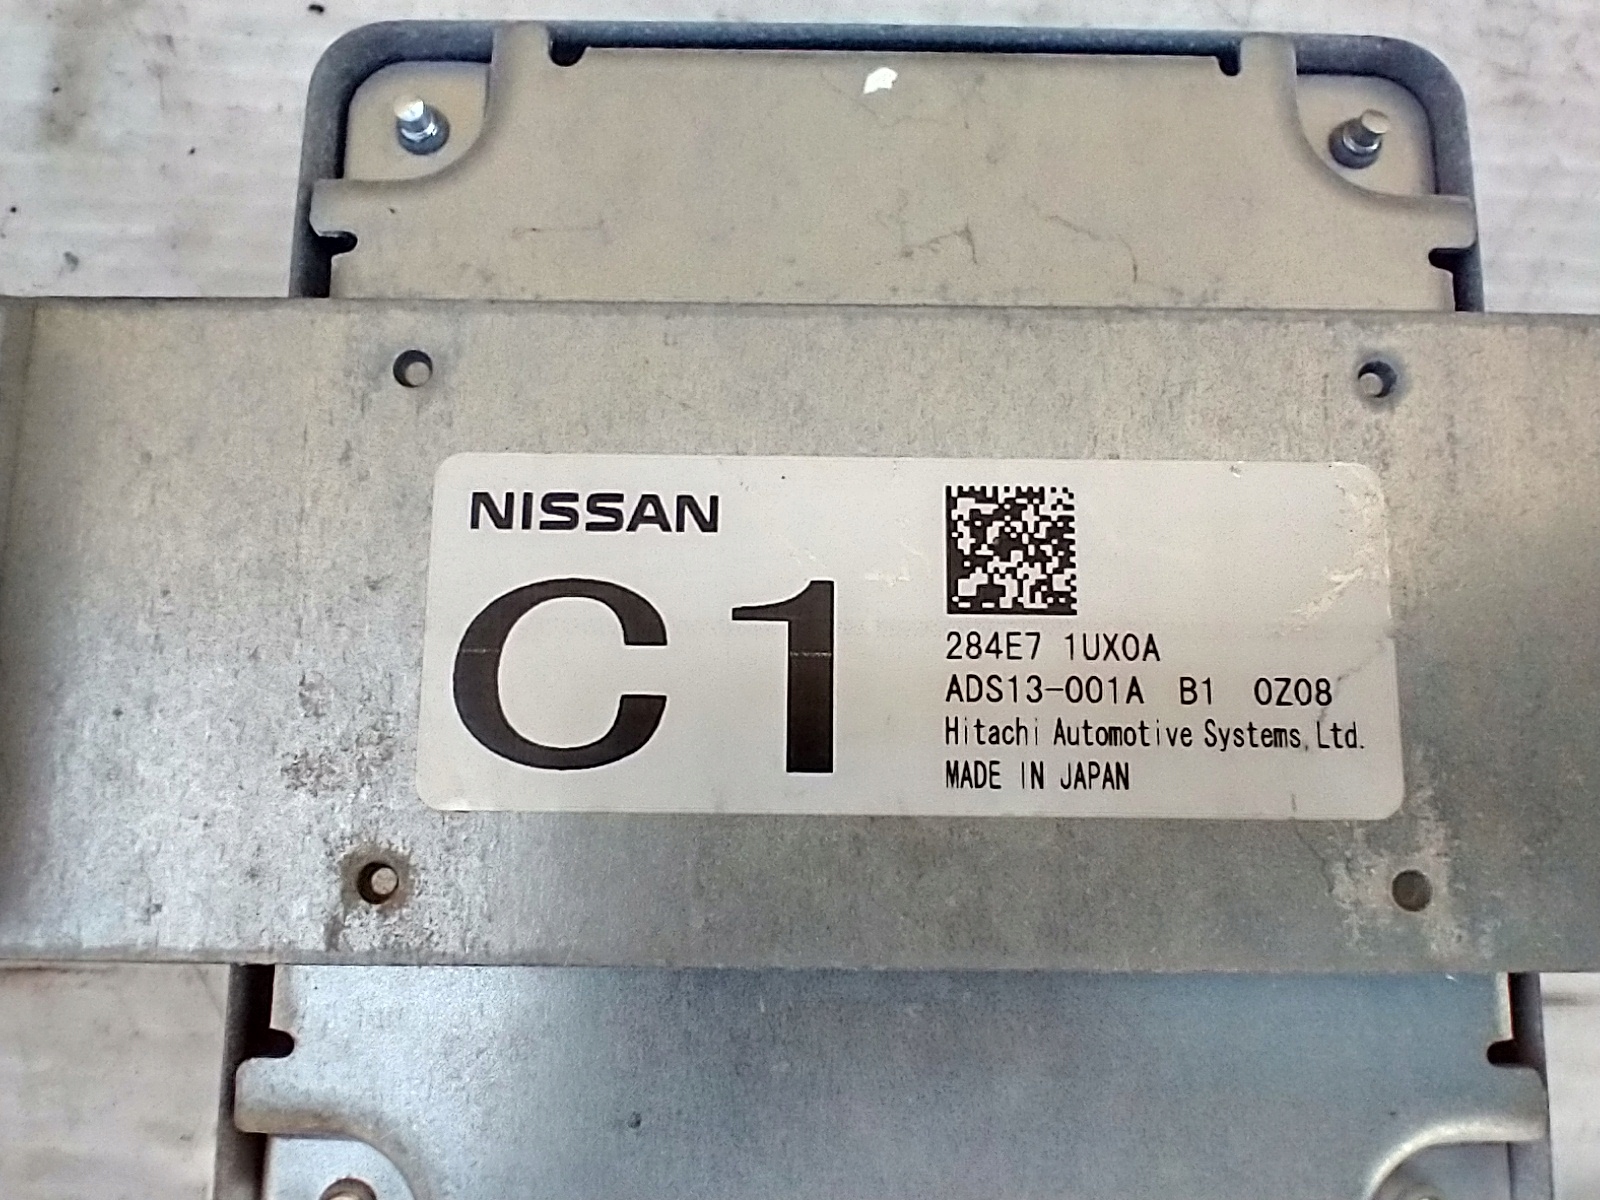 NISSAN
C1
284E7 1UX0A
ADS13-001A B1 0Z08
Hitachi Automotive Systems, Ltd.
MADE IN JAPAN